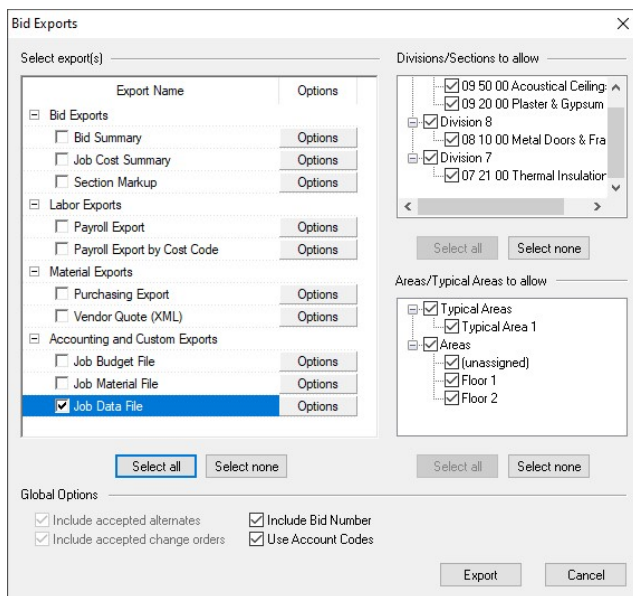 Bid Exports
Select export(s)
Export Name Options
Bid Exports
Bid Summary Options
Job Cost Summary Options
Section Markup Options
Labor Exports
Payroll Export Options
Payroll Export by Cost Code Options
Material Exports
Purchasing Export Options
Vendor Quote (XML) Options
Accounting and Custom Exports
Job Budget File Options
Job Material File Options
Job Data File Options
Select all Select none
Divisions/Sections to allow
09 50 00 Acoustical Ceiling
09 20 00 Plaster & Gypsum
Division 8
08 10 00 Metal Doors & Fra
Division 7
07 21 00 Thermal Insulation
Select all Select none
Areas/Typical Areas to allow
Typical Areas
Typical Area 1
Areas
(unassigned)
Floor 1
Floor 2
Select all Select none
Global Options
Include accepted alternates Include Bid Number
Include accepted change orders Use Account Codes
Export Cancel